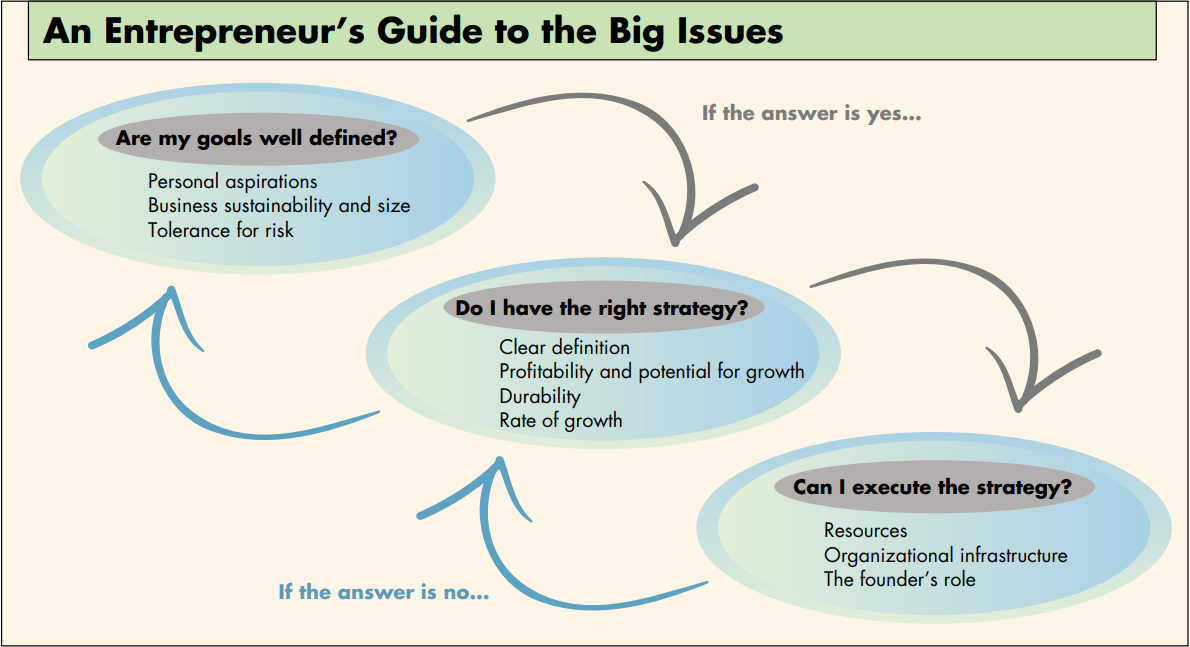 An Entrepreneur’s Guide to the Big Issues
If the answer is yes...
Are my goals well defined?
Personal aspirations
Business sustainability and size
Tolerance for risk
Do I have the right strategy?
Clear definition
Profitability and potential for growth
Durability
Rate of growth
Can I execute the strategy?
Resources
Organizational infrastructure
The founder’s role
If the answer is no...